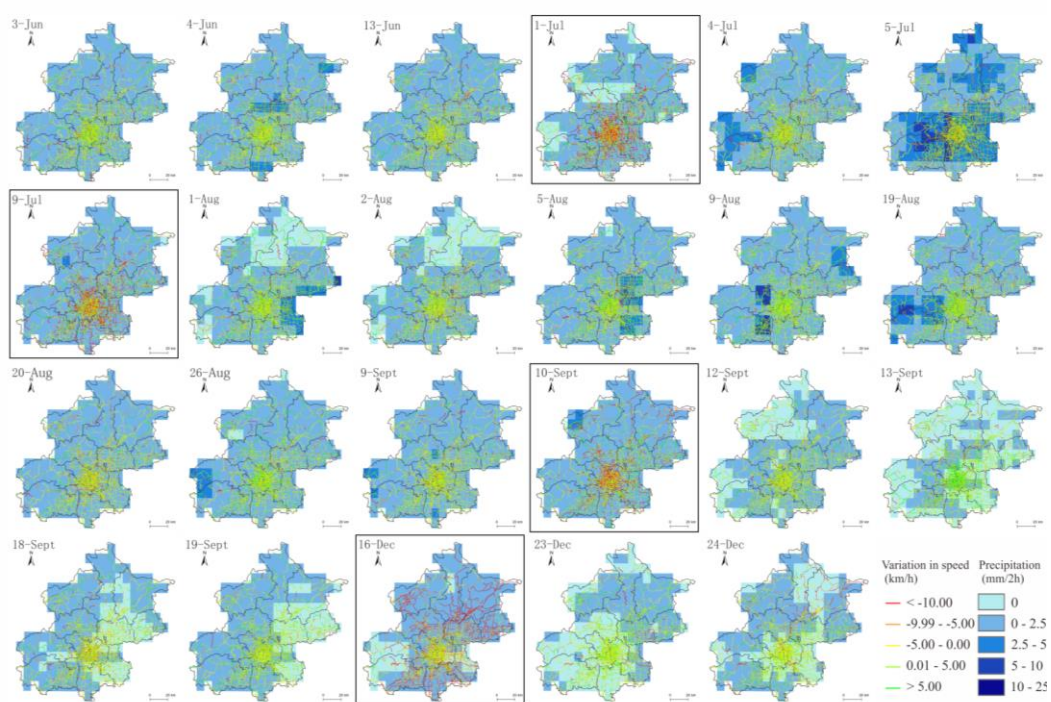 3-Jun
4-Jun
13-Jun
1-Jul
4-Jul
5-Jul
9-Jul
1-Aug
2-Aug
5-Aug
9-Aug
19-Aug
20-Aug
26-Aug
9-Sept
10-Sept
12-Sept
13-Sept
18-Sept
19-Sept
16-Dec
23-Dec
24-Dec
Variation in speed
(km/h)
< -10.00
-9.99 - -5.00
-5.00 - 0.00
0.01 - 5.00
> 5.00
Precipitation
(mm/2h)
0
0 - 2.5
2.5 - 5
5 - 10
10 - 25